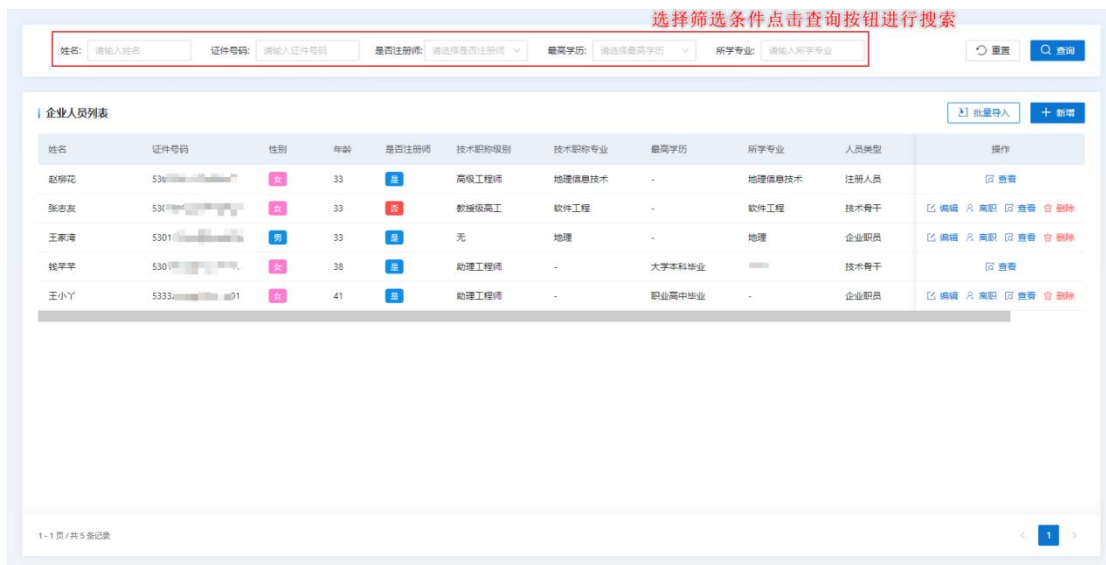 选择筛选条件点击查询按钮进行搜索
姓名: 请输入姓名 证件号码: 请输入证件号码 是否注册师: 请选择是否注册师 最高学历: 请选择最高学历 所学专业: 请输入所学专业 重置 查询
企业人员列表 批量导入 新增
姓名 证件号码 性别 年龄 是否注册师 技术职称级别 技术职称专业 最高学历 所学专业 人员类型 操作
赵柳花 女 33 是 高级工程师 地理信息技术 - 地理信息技术 注册人员 查看
张志友 女 33 否 教授级高工 软件工程 - 软件工程 技术骨干 编辑 离职 查看 删除
王家湾 5301 男 33 是 无 地理 - 地理 企业职员 编辑 离职 查看 删除
钱芊芊 530 女 38 是 助理工程师 - 大学本科毕业 技术骨干 查看
王小丫 5333 01 女 41 是 助理工程师 - 职业高中毕业 - 企业职员 编辑 离职 查看 删除
1 - 1 页 / 共 5 条记录 < 1 >